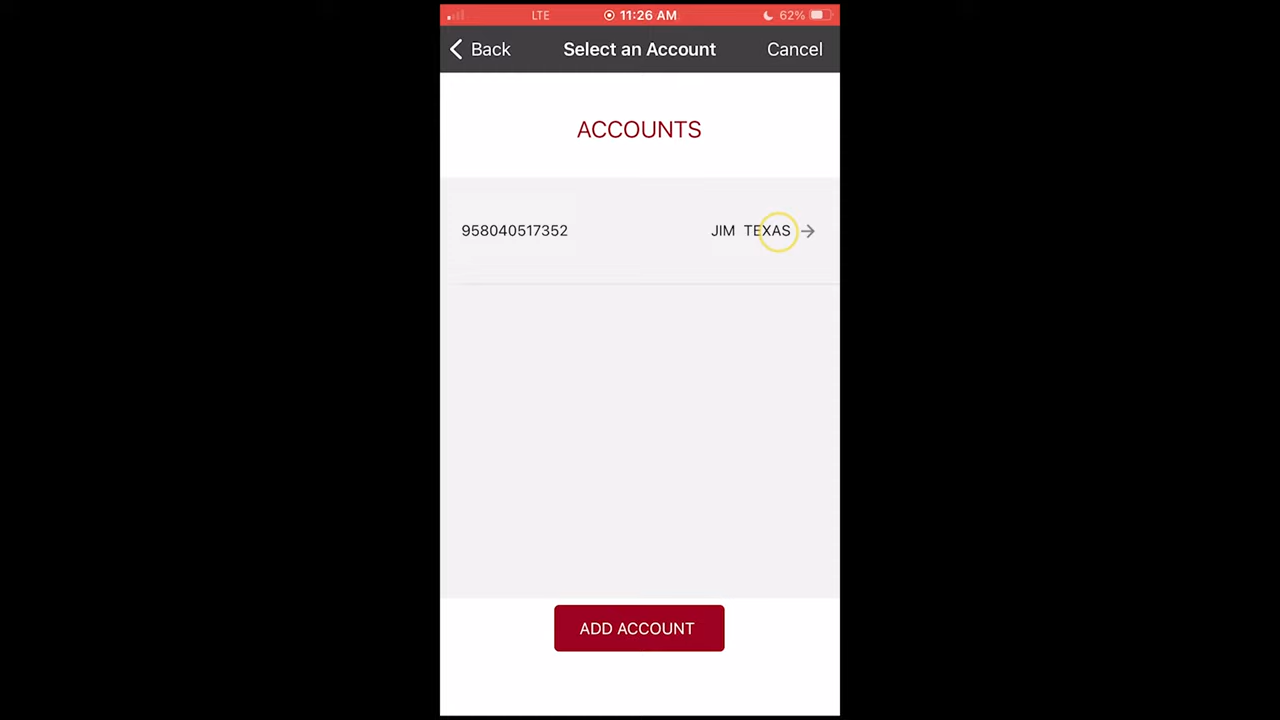 LTE 11:26 AM 62%
Back Select an Account Cancel
ACCOUNTS
958040517352 JIM TEXAS
ADD ACCOUNT